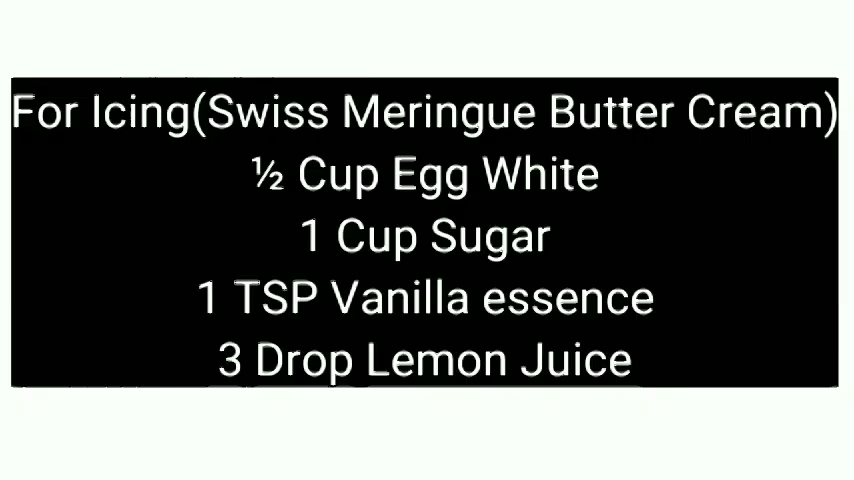 For Icing(Swiss Meringue Butter Cream)
½ Cup Egg White
1 Cup Sugar
1 TSP Vanilla essence
3 Drop Lemon Juice